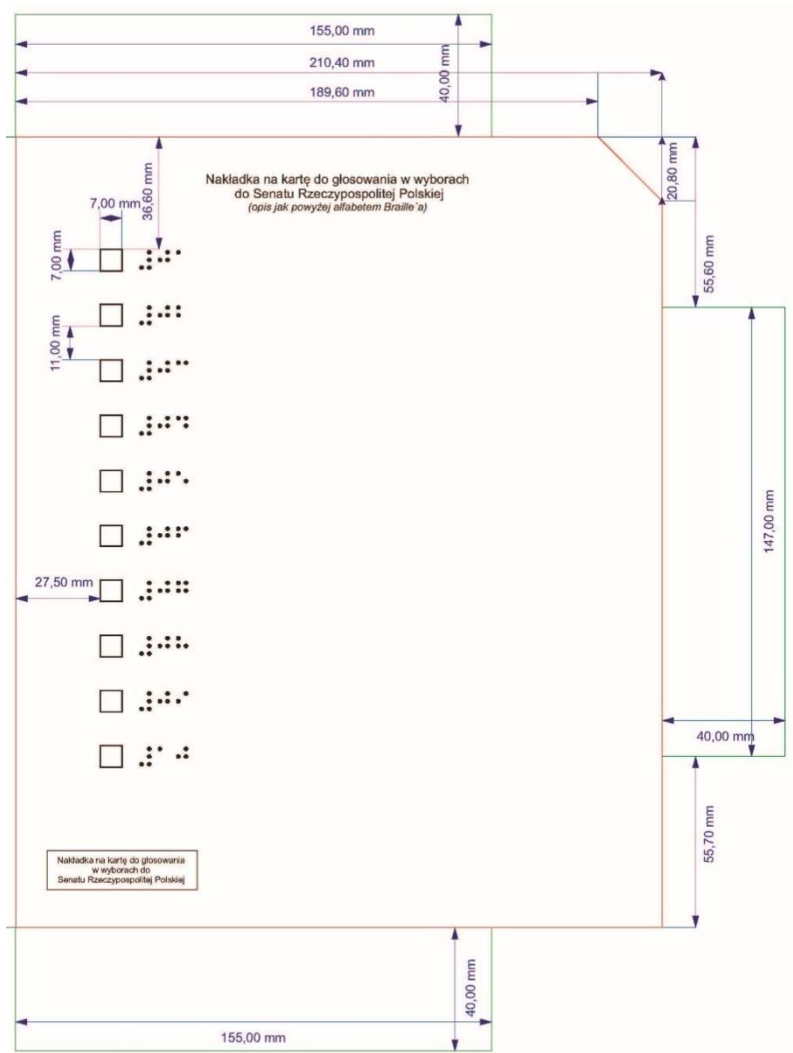 155,00 mm
210,40 mm
189,60 mm
40,00 mm
20,80 mm
36,60 mm
Nakładka na kartę do głosowania w wyborach
do Senatu Rzeczypospolitej Polskiej
(opis jak powyżej alfabetem Braille´a)
7,00 mm
7,00 mm
55,60 mm
11,00 mm
147,00 mm
27,50 mm
40,00 mm
55,70 mm
Nakładka na kartę do głosowania
w wyborach do
Senatu Rzeczypospolitej Polskiej
40,00 mm
155,00 mm